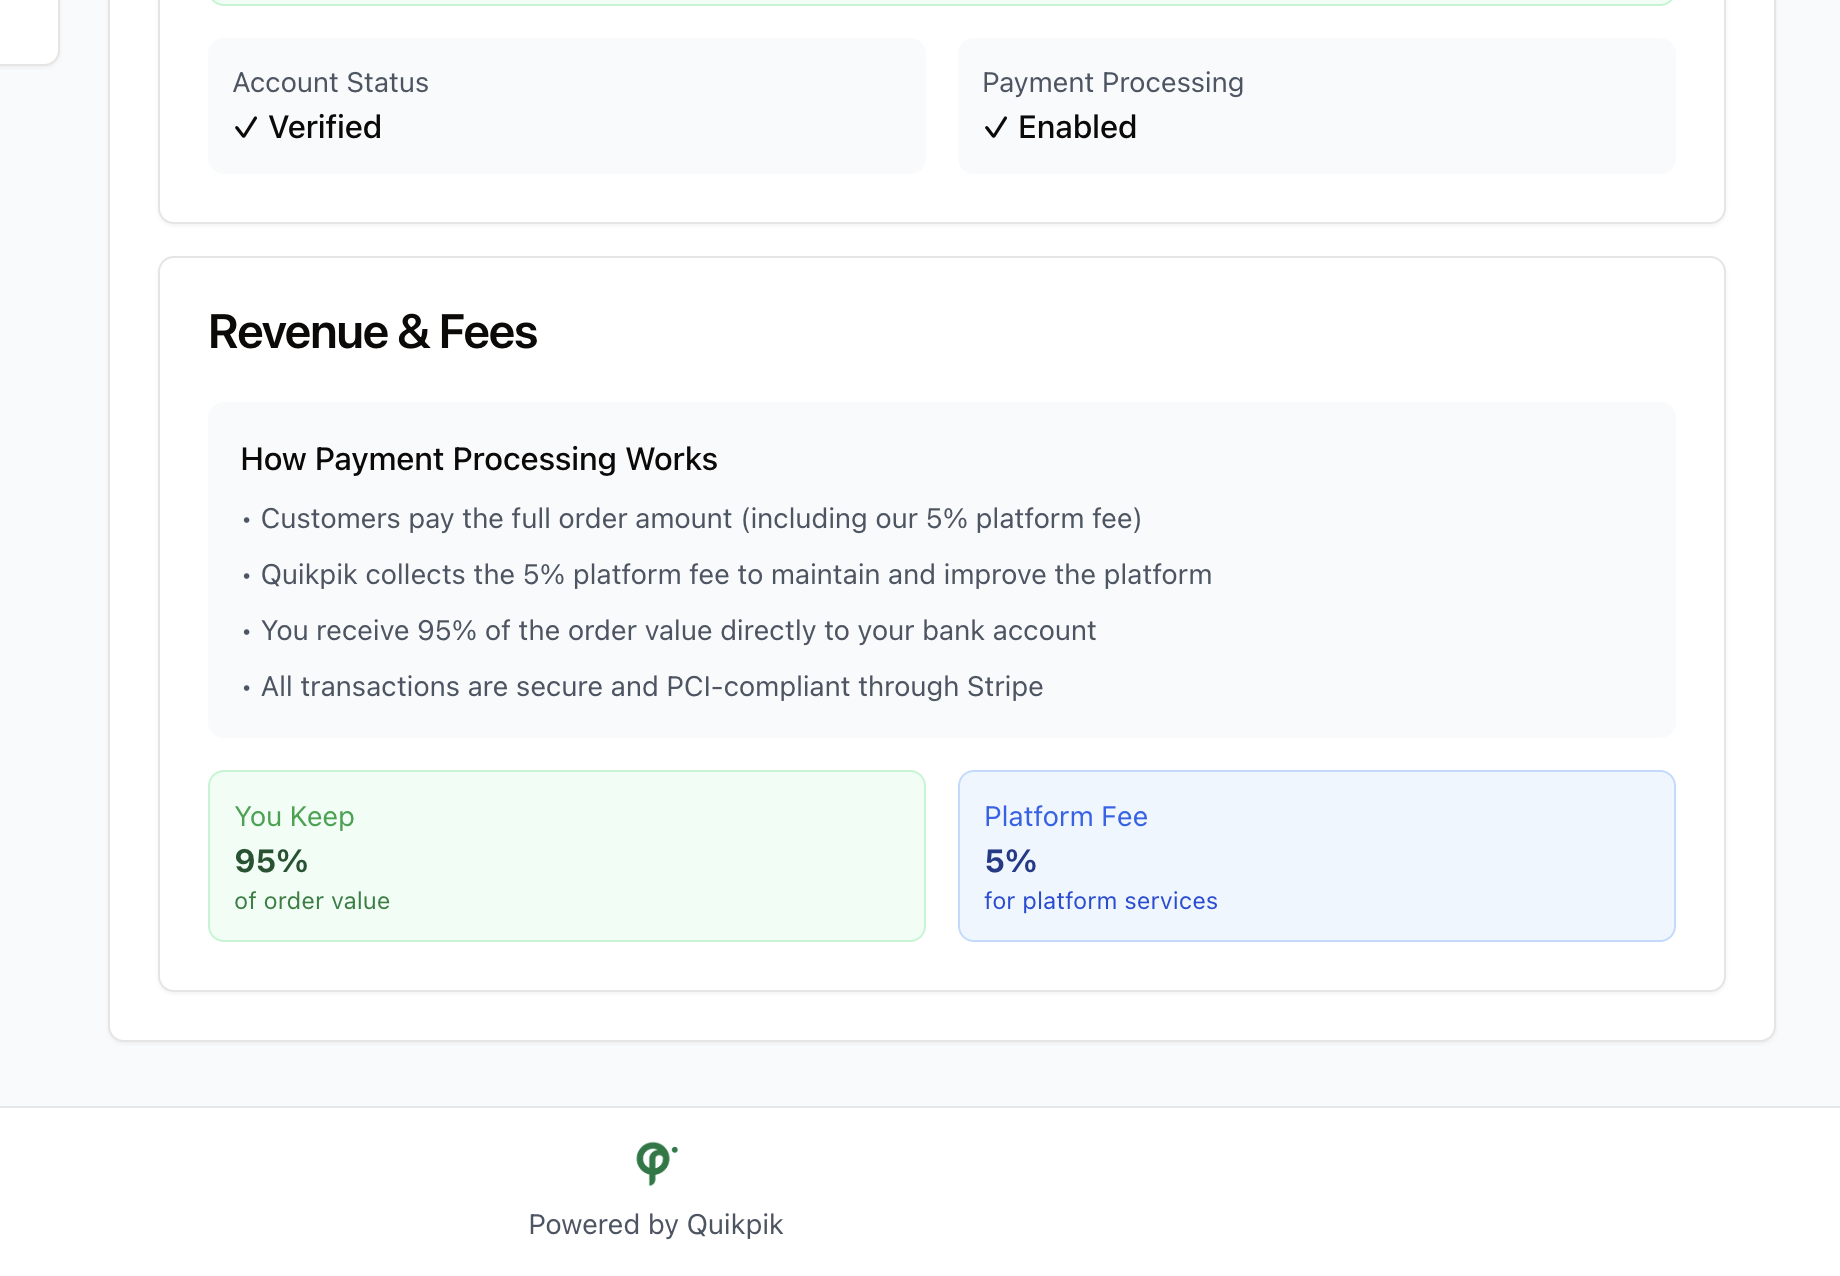 Account Status
✓ Verified
Payment Processing
✓ Enabled
Revenue & Fees
How Payment Processing Works
• Customers pay the full order amount (including our 5% platform fee)
• Quikpik collects the 5% platform fee to maintain and improve the platform
• You receive 95% of the order value directly to your bank account
• All transactions are secure and PCI-compliant through Stripe
You Keep
95%
of order value
Platform Fee
5%
for platform services
Powered by Quikpik